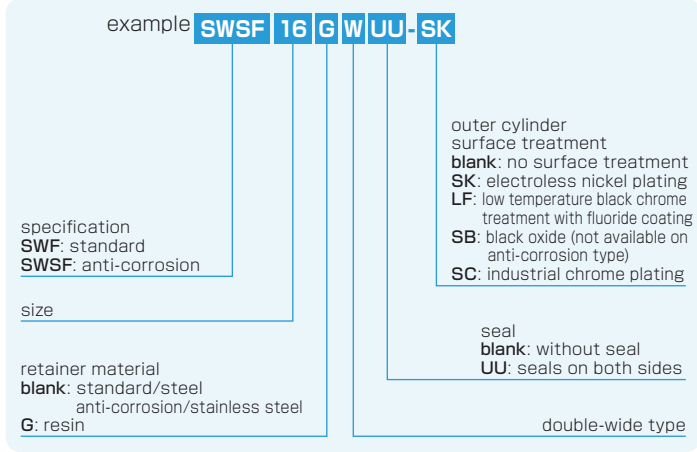 example SWSF 16 G W UU - SK
specification
SWF: standard
SWSF: anti-corrosion
size
retainer material
blank: standard/steel
anti-corrosion/stainless steel
G: resin
outer cylinder
surface treatment
blank: no surface treatment
SK: electroless nickel plating
LF: low temperature black chrome
treatment with fluoride coating
SB: black oxide (not available on
anti-corrosion type)
SC: industrial chrome plating
seal
blank: without seal
UU: seals on both sides
double-wide type